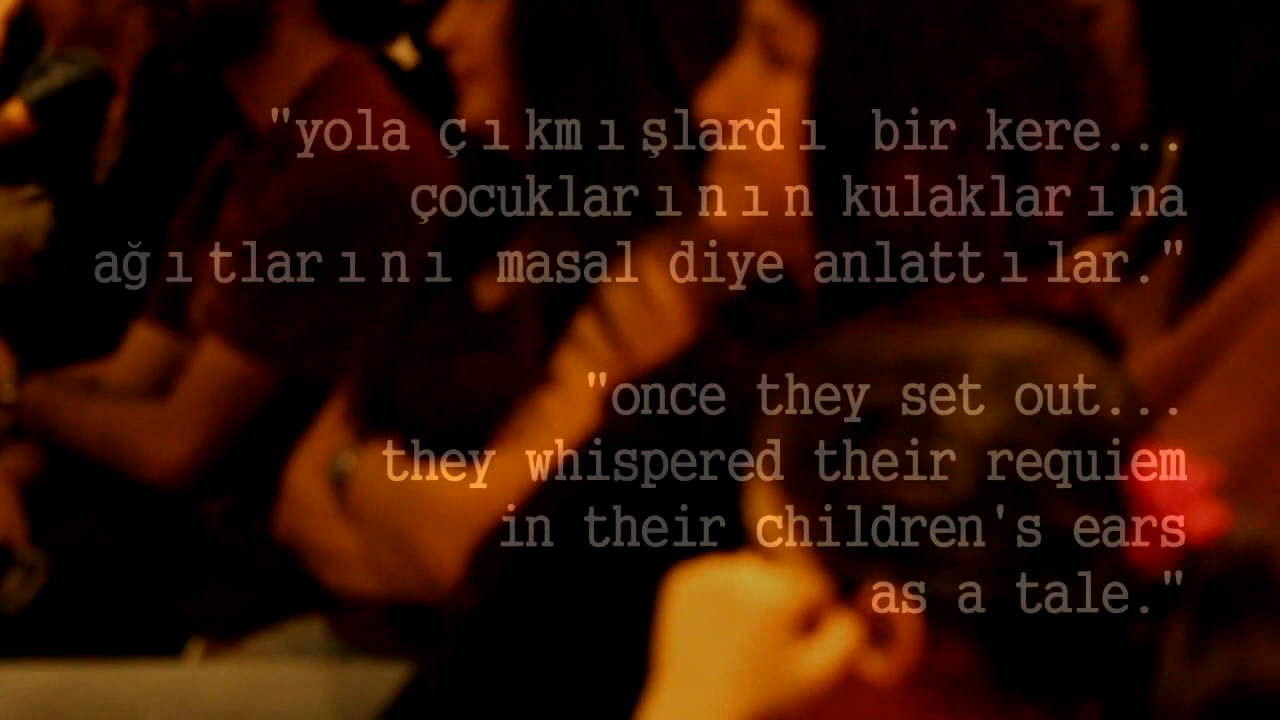 "yola çıkmışlardı bir kere...
çocuklarının kulaklarına
ağıtlarını masal diye anlattılar."
"once they set out...
they whispered their requiem
in their children's ears
as a tale."